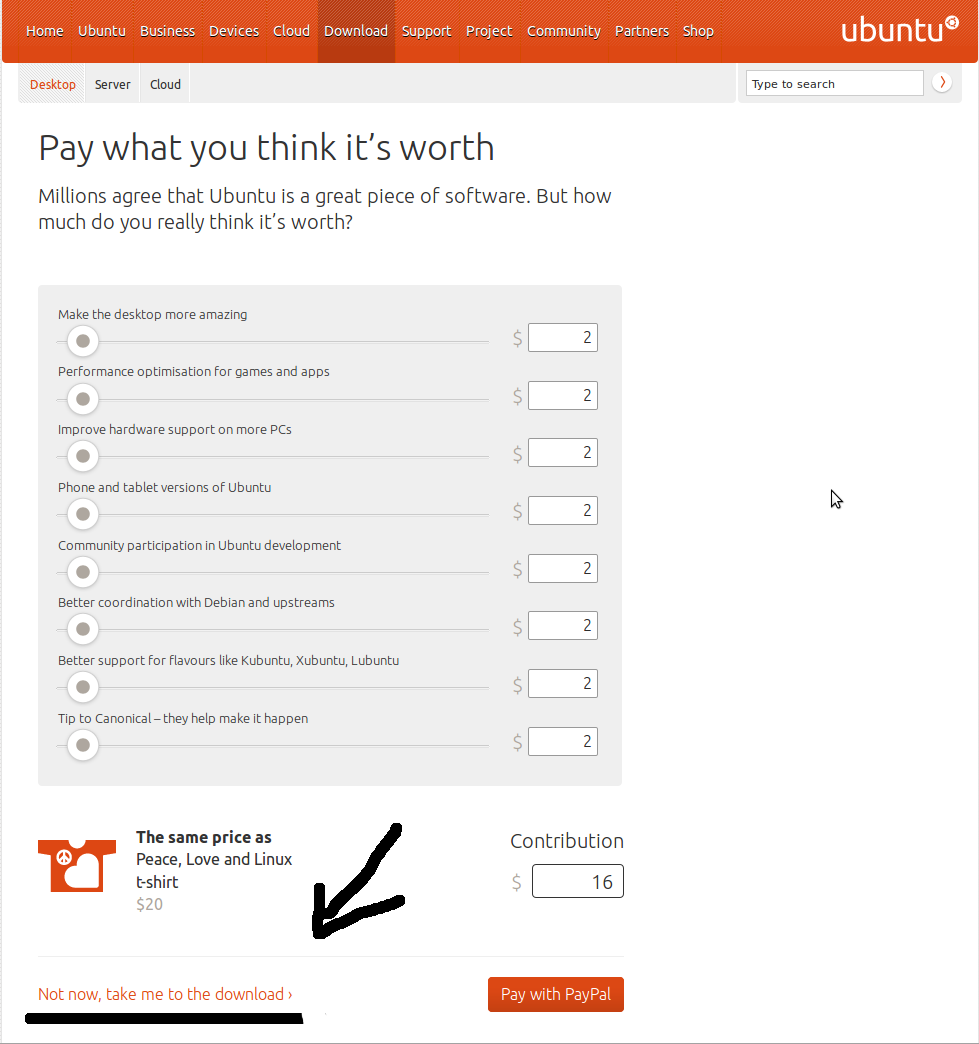 Home Ubuntu Business Devices Cloud Download Support Project Community Partners Shop
ubuntu
Desktop Server Cloud
Type to search
Pay what you think it’s worth
Millions agree that Ubuntu is a great piece of software. But how
much do you really think it’s worth?
Make the desktop more amazing
$ 2
Performance optimisation for games and apps
$ 2
Improve hardware support on more PCs
$ 2
Phone and tablet versions of Ubuntu
$ 2
Community participation in Ubuntu development
$ 2
Better coordination with Debian and upstreams
$ 2
Better support for flavours like Kubuntu, Xubuntu, Lubuntu
$ 2
Tip to Canonical – they help make it happen
$ 2
The same price as
Peace, Love and Linux
t-shirt
$20
Contribution
$ 16
Not now, take me to the download ›
Pay with PayPal